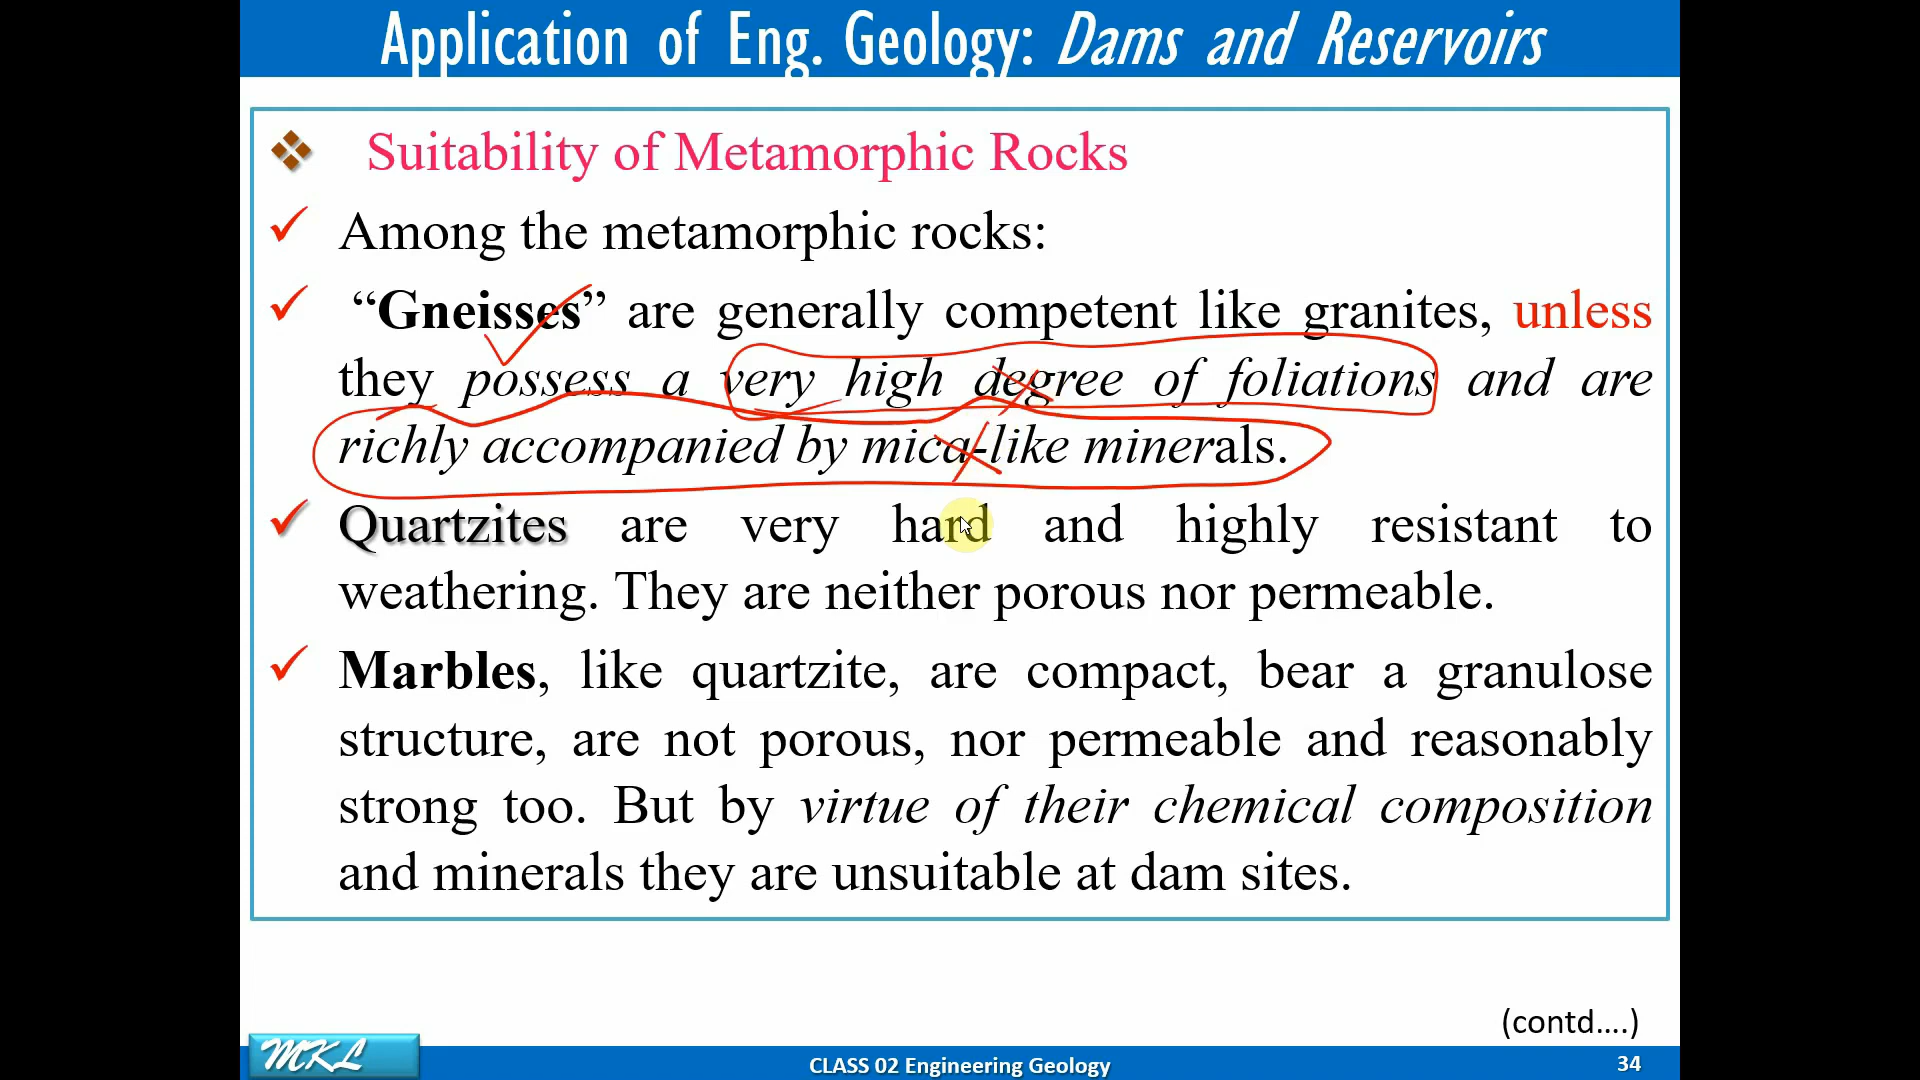 Application of Eng. Geology: Dams and Reservoirs
Suitability of Metamorphic Rocks
Among the metamorphic rocks:
“Gneisses” are generally competent like granites, unless
they possess a very high degree of foliations and are
richly accompanied by mica-like minerals.
Quartzites are very hard and highly resistant to
weathering. They are neither porous nor permeable.
Marbles, like quartzite, are compact, bear a granulose
structure, are not porous, nor permeable and reasonably
strong too. But by virtue of their chemical composition
and minerals they are unsuitable at dam sites.
(contd....)
MKL
CLASS 02 Engineering Geology
34